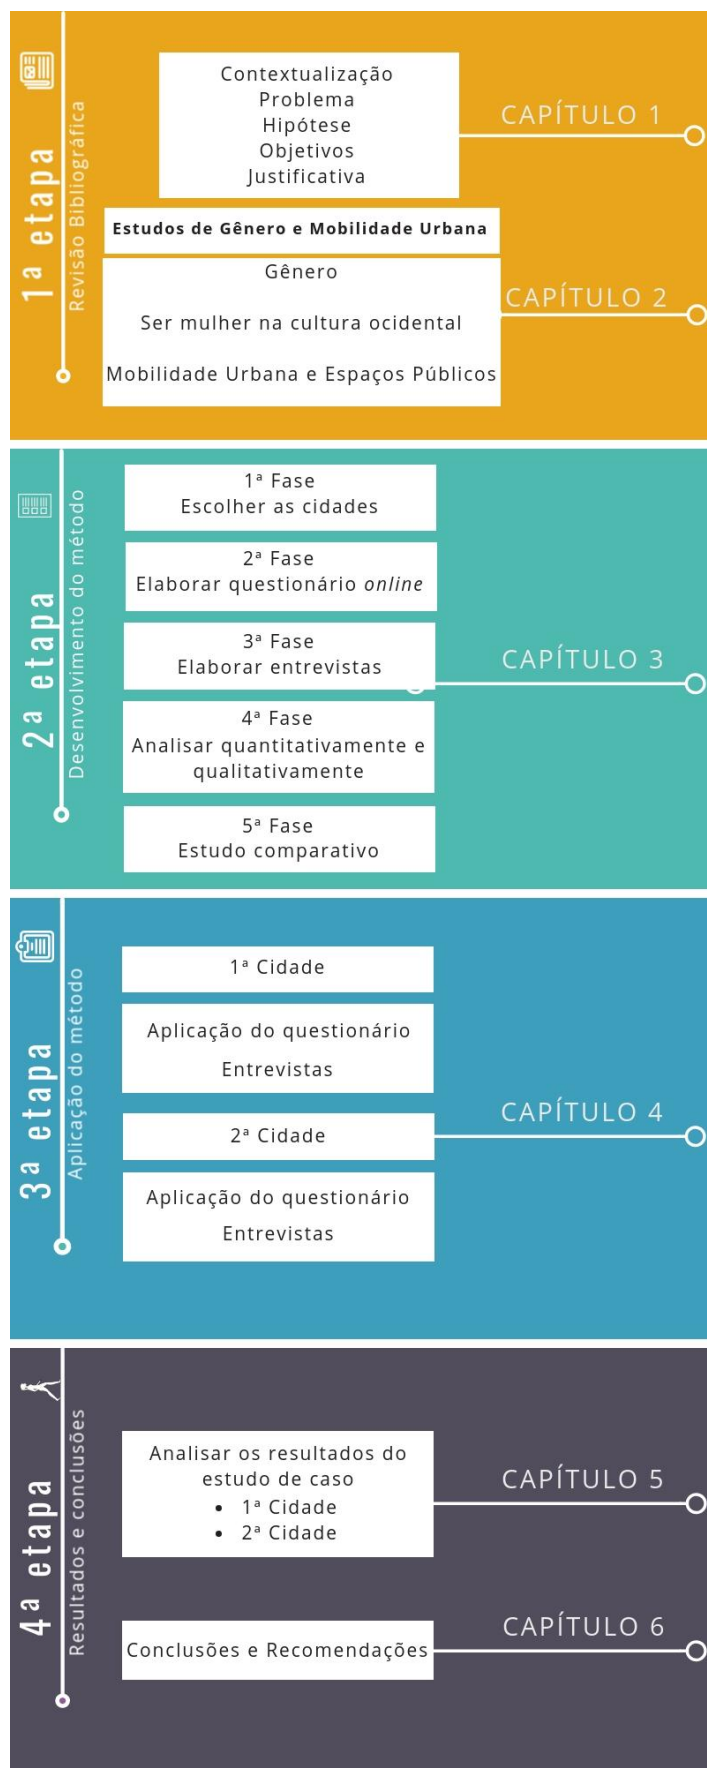 1ª etapa
Revisão Bibliográfica
Contextualização
Problema
Hipótese
Objetivos
Justificativa
CAPÍTULO 1
Estudos de Gênero e Mobilidade Urbana
Gênero
Ser mulher na cultura ocidental
Mobilidade Urbana e Espaços Públicos
CAPÍTULO 2
2ª etapa
Desenvolvimento do método
1ª Fase
Escolher as cidades
2ª Fase
Elaborar questionário online
3ª Fase
Elaborar entrevistas
CAPÍTULO 3
4ª Fase
Analisar quantitativamente e
qualitativamente
5ª Fase
Estudo comparativo
3ª etapa
Aplicação do método
1ª Cidade
Aplicação do questionário
Entrevistas
2ª Cidade
CAPÍTULO 4
Aplicação do questionário
Entrevistas
4ª etapa
Resultados e conclusões
Analisar os resultados do
estudo de caso
• 1ª Cidade
• 2ª Cidade
CAPÍTULO 5
Conclusões e Recomendações
CAPÍTULO 6